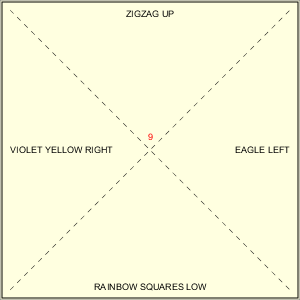 ZIGZAG UP
9
VIOLET YELLOW RIGHT
EAGLE LEFT
RAINBOW SQUARES LOW